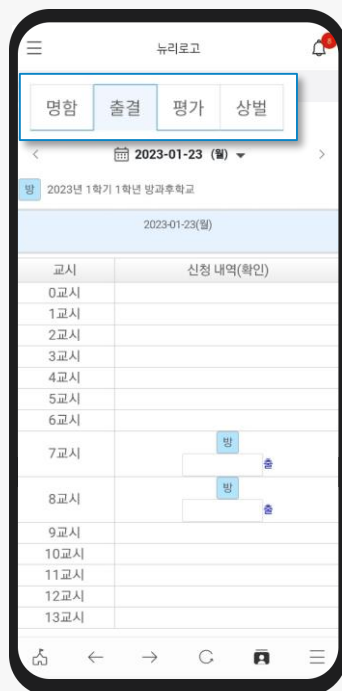 뉴리로고
8
명함 출결 평가 상벌
2023-01-23 (월)
방 2023년 1학기 1학년 방과후학교
2023-01-23(월)
교시 신청 내역(확인)
0교시
1교시
2교시
3교시
4교시
5교시
6교시
7교시 방
출
8교시 방
출
9교시
10교시
11교시
12교시
13교시